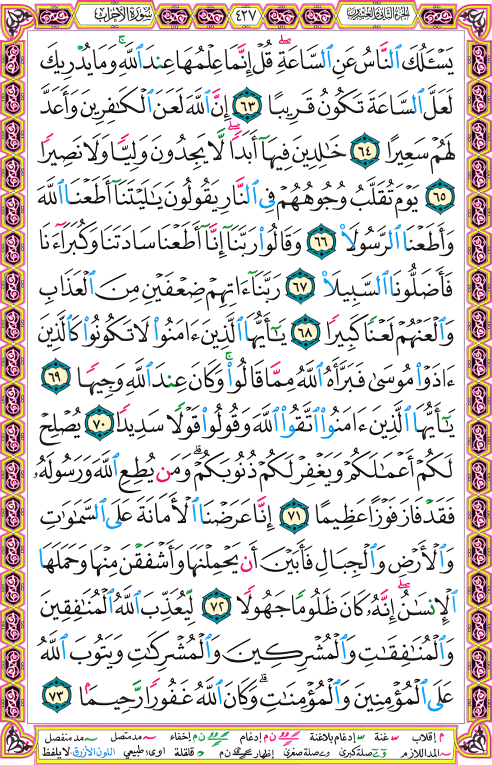 الجزء الثاني والعشرون ٤٢٧ سورة الأحزاب
يَسْـَٔلُكَ ٱلنَّاسُ عَنِ ٱلسَّاعَةِۖ قُلْ إِنَّمَا عِلْمُهَا عِندَ ٱللَّهِۚ وَمَا يُدْرِيكَ
لَعَلَّ ٱلسَّاعَةَ تَكُونُ قَرِيبًا ٦٣ إِنَّ ٱللَّهَ لَعَنَ ٱلْكَـٰفِرِينَ وَأَعَدَّ
لَهُمْ سَعِيرًا ٦٤ خَـٰلِدِينَ فِيهَآ أَبَدًاۖ لَّا يَجِدُونَ وَلِيًّا وَلَا نَصِيرًا
٦٥ يَوْمَ تُقَلَّبُ وُجُوهُهُمْ فِى ٱلنَّارِ يَقُولُونَ يَـٰلَيْتَنَآ أَطَعْنَا ٱللَّهَ
وَأَطَعْنَا ٱلرَّسُولَا۠ ٦٦ وَقَالُوا۟ رَبَّنَآ إِنَّآ أَطَعْنَا سَادَتَنَا وَكُبَرَآءَنَا
فَأَضَلُّونَا ٱلسَّبِيلَا۠ ٦٧ رَبَّنَآ ءَاتِهِمْ ضِعْفَيْنِ مِنَ ٱلْعَذَابِ
وَٱلْعَنْهُمْ لَعْنًا كَبِيرًا ٦٨ يَـٰٓأَيُّهَا ٱلَّذِينَ ءَامَنُوا۟ لَا تَكُونُوا۟ كَٱلَّذِينَ
ءَاذَوْا۟ مُوسَىٰ فَبَرَّأَهُ ٱللَّهُ مِمَّا قَالُوا۟ۚ وَكَانَ عِندَ ٱللَّهِ وَجِيهًا ٦٩
يَـٰٓأَيُّهَا ٱلَّذِينَ ءَامَنُوا۟ ٱتَّقُوا۟ ٱللَّهَ وَقُولُوا۟ قَوْلًا سَدِيدًا ٧٠ يُصْلِحْ
لَكُمْ أَعْمَـٰلَكُمْ وَيَغْفِرْ لَكُمْ ذُنُوبَكُمْۗ وَمَن يُطِعِ ٱللَّهَ وَرَسُولَهُۥ
فَقَدْ فَازَ فَوْزًا عَظِيمًا ٧١ إِنَّا عَرَضْنَا ٱلْأَمَانَةَ عَلَى ٱلسَّمَـٰوَٰتِ
وَٱلْأَرْضِ وَٱلْجِبَالِ فَأَبَيْنَ أَن يَحْمِلْنَهَا وَأَشْفَقْنَ مِنْهَا وَحَمَلَهَا
ٱلْإِنسَـٰنُۖ إِنَّهُۥ كَانَ ظَلُومًا جَهُولًا ٧٢ لِّيُعَذِّبَ ٱللَّهُ ٱلْمُنَـٰفِقِينَ
وَٱلْمُنَـٰفِقَـٰتِ وَٱلْمُشْرِكِينَ وَٱلْمُشْرِكَـٰتِ وَيَتُوبَ ٱللَّهُ
عَلَى ٱلْمُؤْمِنِينَ وَٱلْمُؤْمِنَـٰتِۗ وَكَانَ ٱللَّهُ غَفُورًا رَّحِيمًۢا ٧٣
م إقلاب غنة إدغام بلاغنة ن م إدغام ن م إخفاء مد متصل مد منفصل
المد اللازم صلة كبرى صلة صغرى إظهار ن م قلقلة ا و ى طبيعي اللون الأزرق لا يلفظ